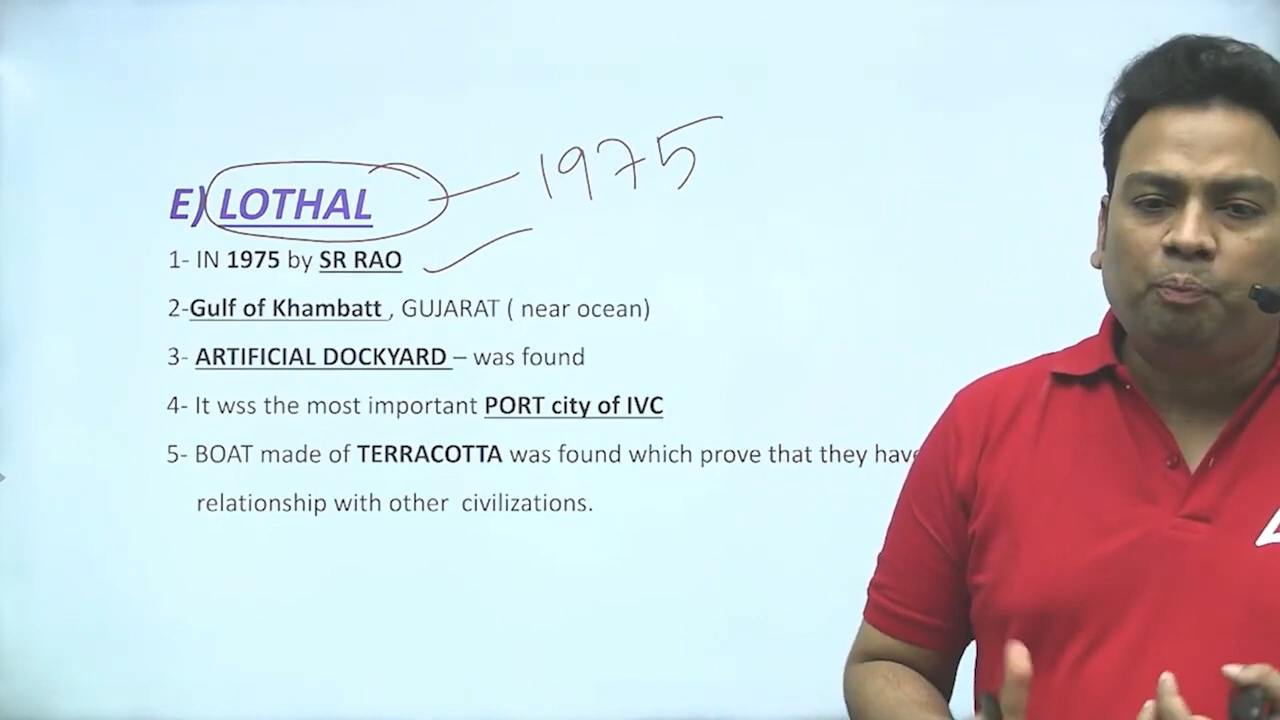 E) LOTHAL
1975
1- IN 1975 by SR RAO
2-Gulf of Khambatt , GUJARAT ( near ocean)
3- ARTIFICIAL DOCKYARD – was found
4- It wss the most important PORT city of IVC
5- BOAT made of TERRACOTTA was found which prove that they have
relationship with other civilizations.